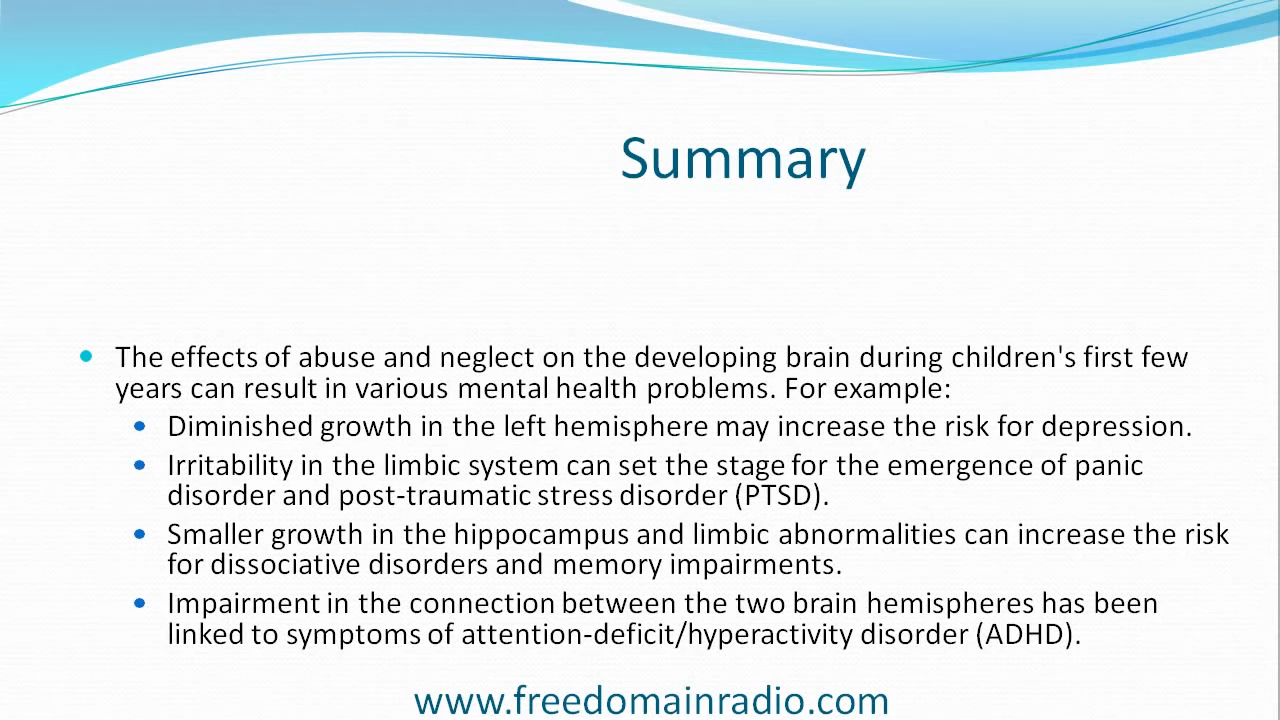 Summary
• The effects of abuse and neglect on the developing brain during children's first few
years can result in various mental health problems. For example:
• Diminished growth in the left hemisphere may increase the risk for depression.
• Irritability in the limbic system can set the stage for the emergence of panic
disorder and post-traumatic stress disorder (PTSD).
• Smaller growth in the hippocampus and limbic abnormalities can increase the risk
for dissociative disorders and memory impairments.
• Impairment in the connection between the two brain hemispheres has been
linked to symptoms of attention-deficit/hyperactivity disorder (ADHD).
www.freedomainradio.com